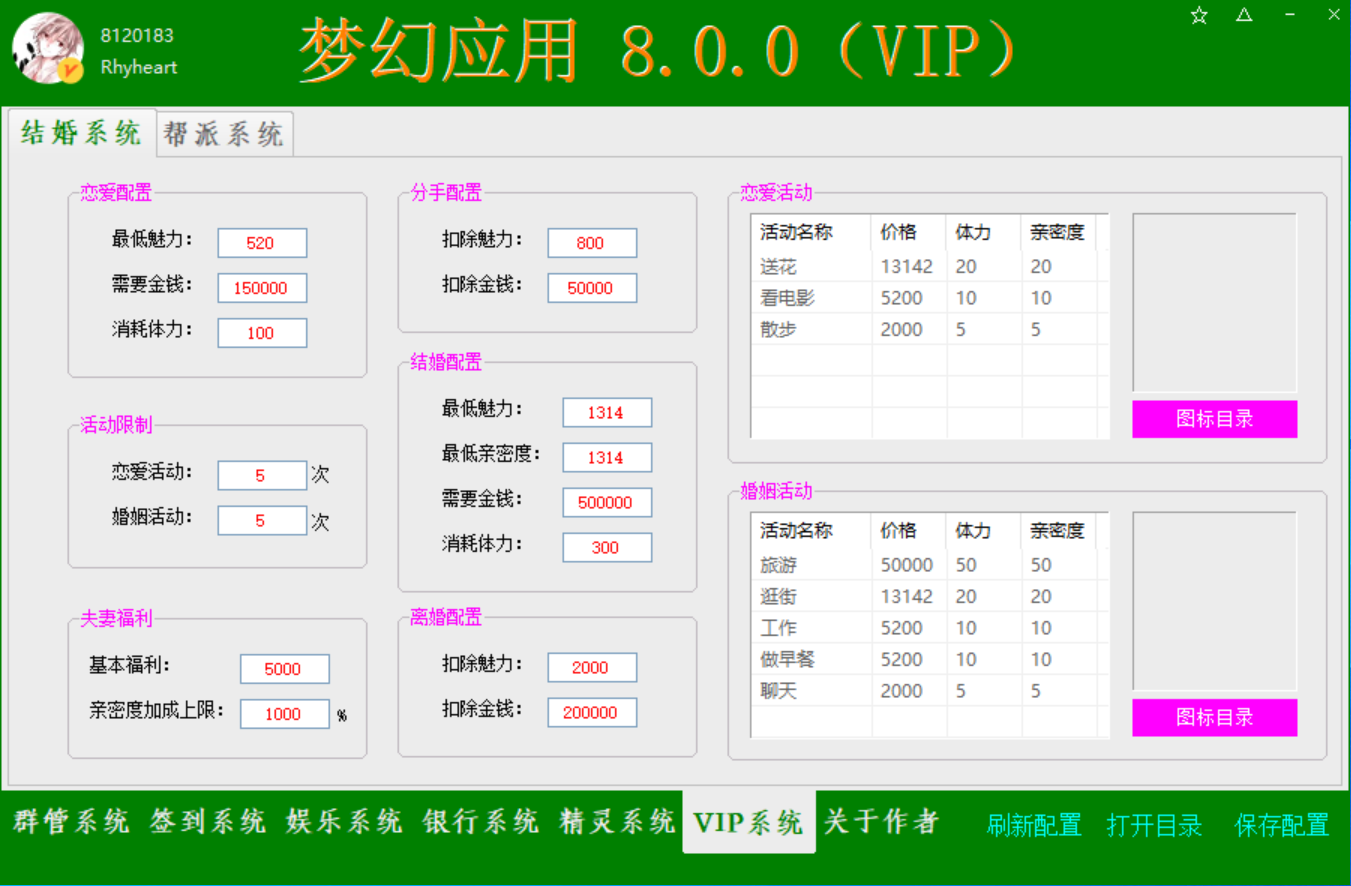 8120183
Rhyheart
梦幻应用 8.0.0（VIP）
结婚系统 帮派系统
恋爱配置
最低魅力： 520
需要金钱： 150000
消耗体力： 100
活动限制
恋爱活动： 5 次
婚姻活动： 5 次
夫妻福利
基本福利： 5000
亲密度加成上限： 1000 %
分手配置
扣除魅力： 800
扣除金钱： 50000
结婚配置
最低魅力： 1314
最低亲密度： 1314
需要金钱： 500000
消耗体力： 300
离婚配置
扣除魅力： 2000
扣除金钱： 200000
恋爱活动
活动名称 价格 体力 亲密度
送花 13142 20 20
看电影 5200 10 10
散步 2000 5 5
图标目录
婚姻活动
活动名称 价格 体力 亲密度
旅游 50000 50 50
逛街 13142 20 20
工作 5200 10 10
做早餐 5200 10 10
聊天 2000 5 5
图标目录
群管系统 签到系统 娱乐系统 银行系统 精灵系统 VIP系统 关于作者 刷新配置 打开目录 保存配置